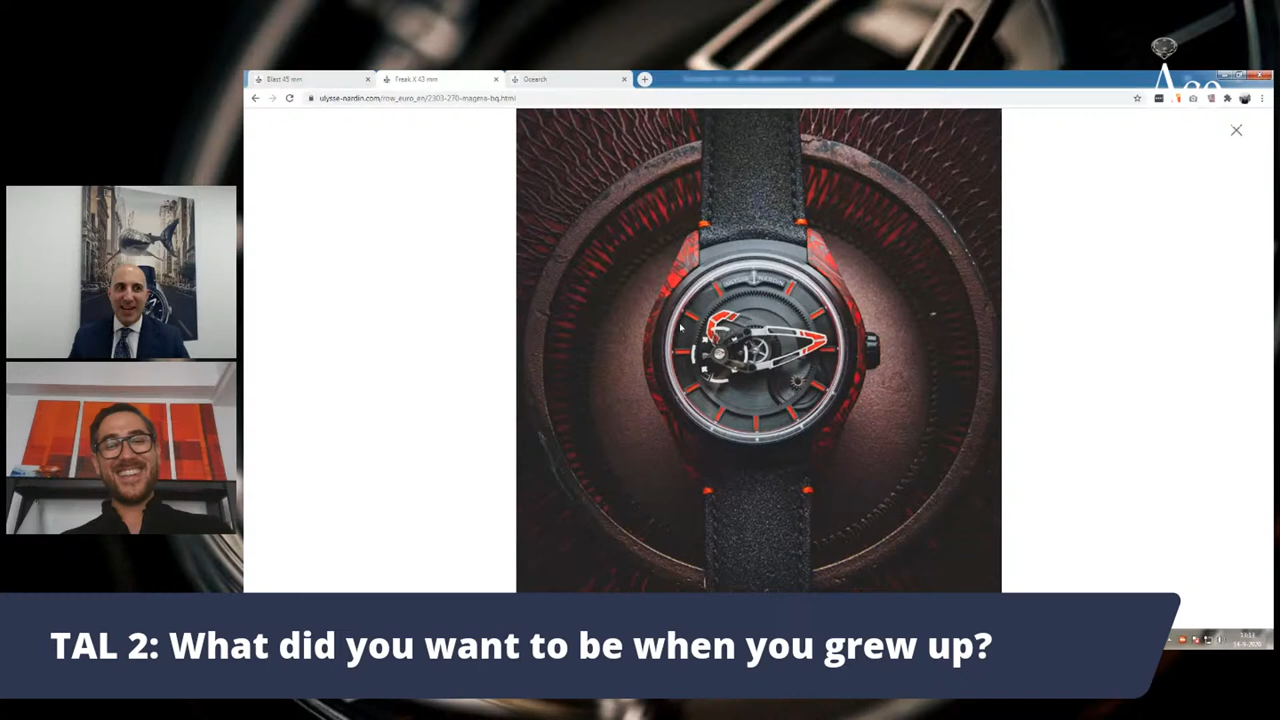 Blast 45 mm
Freak X 43 mm
Ocearch
ulysse-nardin.com/row_euro_en/2303-270-magma-bq.html
ULYSSE NARDIN
TAL 2: What did you want to be when you grew up?